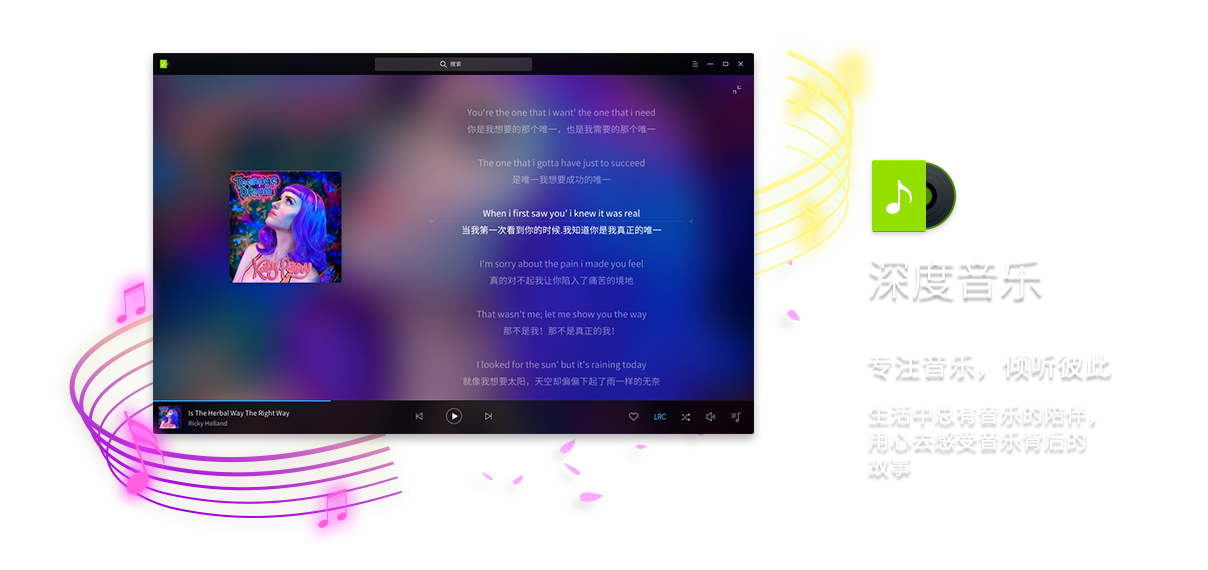 搜索
You're the one that i want' the one that i need
你是我想要的那个唯一，也是我需要的那个唯一
The one that i gotta have just to succeed
是唯一我想要成功的唯一
When i first saw you' i knew it was real
当我第一次看到你的时候.我知道你是我真正的唯一
I'm sorry about the pain i made you feel
真的对不起我让你陷入了痛苦的境地
That wasn't me; let me show you the way
那不是我！那不是真正的我！
I looked for the sun' but it's raining today
就像我想要太阳，天空却偏偏下起了雨一样的无奈
Teenage
Dream
Katy Perry
Is The Herbal Way The Right Way
Ricky Holland
LRC
深度音乐
专注音乐，倾听彼此
生活中总有音乐的陪伴，
用心去感受音乐背后的
故事